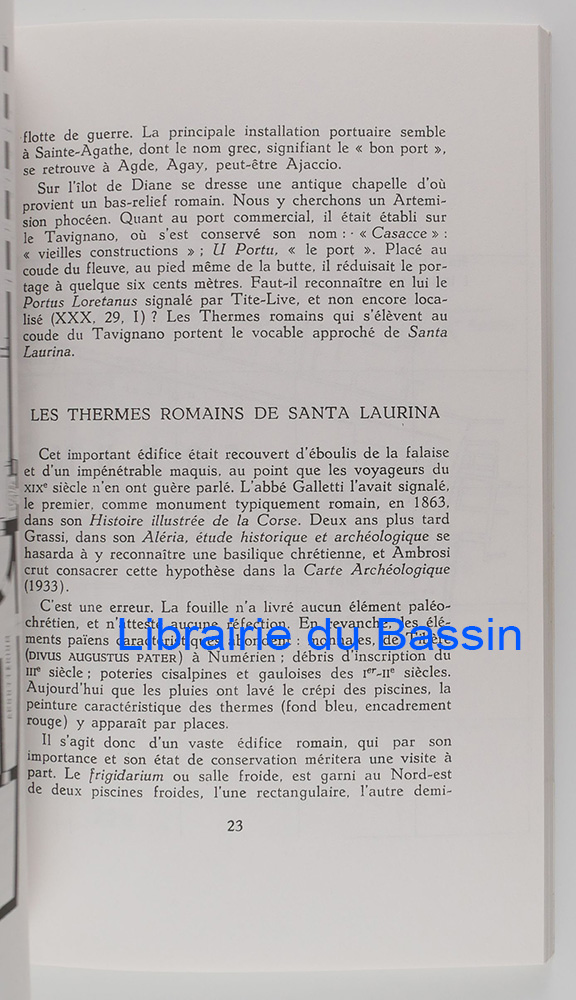 flotte de guerre. La principale installation portuaire semble
à Sainte-Agathe, dont le nom grec, signifiant le « bon port »,
se retrouve à Agde, Agay, peut-être Ajaccio.
Sur l'îlot de Diane se dresse une antique chapelle d'où
provient un bas-relief romain. Nous y cherchons un Artemi-
sion phocéen. Quant au port commercial, il était établi sur
le Tavignano, où s'est conservé son nom : · « Casacce » :
« vieilles constructions » ; U Portu, « le port ». Placé au
coude du fleuve, au pied même de la butte, il réduisait le por-
tage à quelque six cents mètres. Faut-il reconnaître en lui le
Portus Loretanus signalé par Tite-Live, et non encore loca-
lisé (XXX, 29, I) ? Les Thermes romains qui s'élèvent au
coude du Tavignano portent le vocable approché de Santa
Laurina.
LES THERMES ROMAINS DE SANTA LAURINA
Cet important édifice était recouvert d'éboulis de la falaise
et d'un impénétrable maquis, au point que les voyageurs du
XIXe siècle n'en ont guère parlé. L'abbé Galletti l'avait signalé,
le premier, comme monument typiquement romain, en 1863,
dans son Histoire illustrée de la Corse. Deux ans plus tard
Grassi, dans son Aléria, étude historique et archéologique se
hasarda à y reconnaître une basilique chrétienne, et Ambrosi
crut consacrer cette hypothèse dans la Carte Archéologique
(1933).
C'est une erreur. La fouille n'a livré aucun élément paléo-
chrétien, et n'atteste aucune réfection. En revanche, les élé-
Librairie du Bassin
ments païens caractéristiques abondent : monnaies, de Tibère
(DIVUS AUGUSTUS PATER) à Numérien ; débris d'inscription du
IIIe siècle ; poteries cisalpines et gauloises des Ier-IIe siècles.
Aujourd'hui que les pluies ont lavé le crépi des piscines, la
peinture caractéristique des thermes (fond bleu, encadrement
rouge) y apparaît par places.
Il s'agit donc d'un vaste édifice romain, qui par son
importance et son état de conservation méritera une visite à
part. Le frigidarium ou salle froide, est garni au Nord-est
de deux piscines froides, l'une rectangulaire, l'autre demi-
23